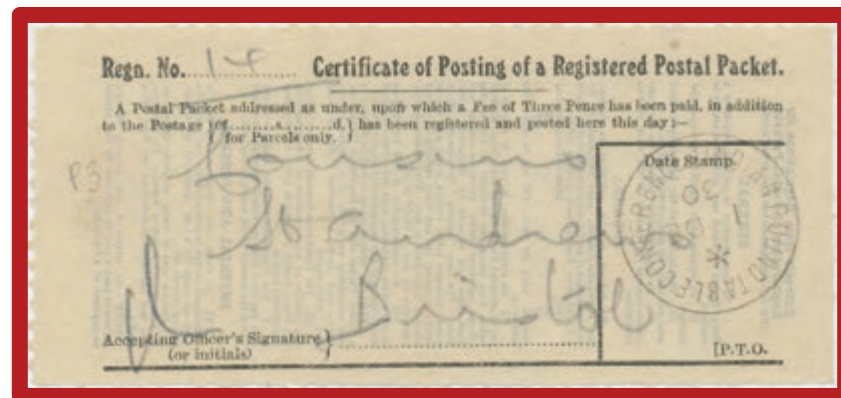 Regn. No. 14 Certificate of Posting of a Registered Postal Packet.
A Postal Packet addressed as under, upon which a Fee of Three Pence has been paid, in addition
to the Postage {of........s.........d.} has been registered and posted here this day:—
{for Parcels only.}
P3
Cousins
St Andrews
Bristol
Date Stamp.
INDIAN ROUND TABLE CONFERENCE
1 DE
30
Accepting Officer's Signature}
(or initials)
[P.T.O.